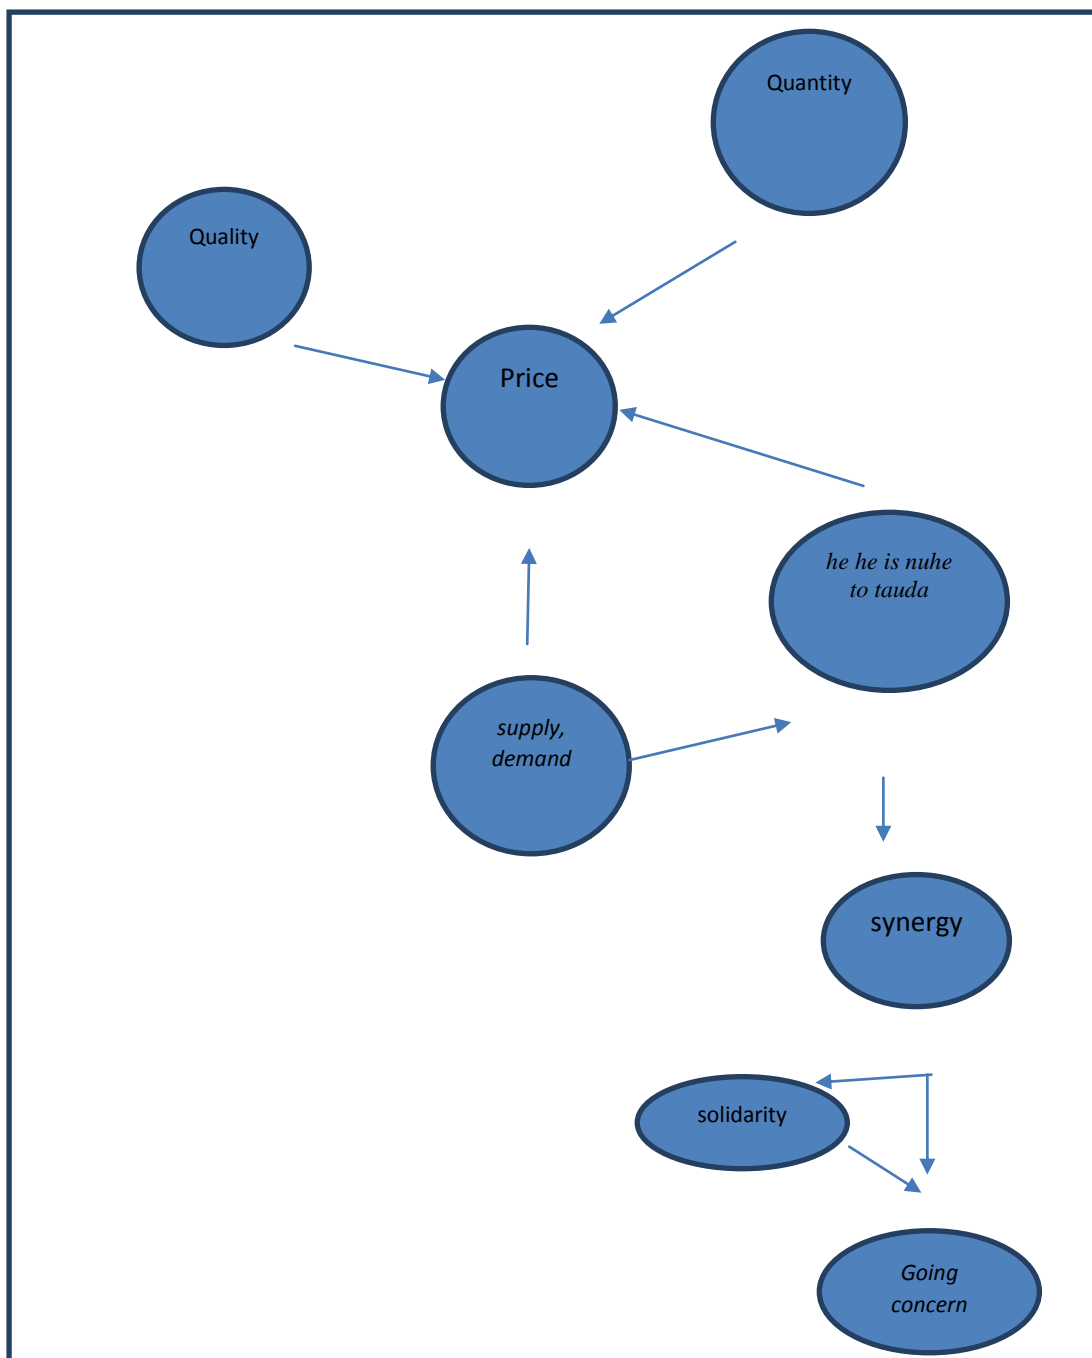 Quantity
Quality
Price
he he is nuhe
to tauda
supply,
demand
synergy
solidarity
Going
concern